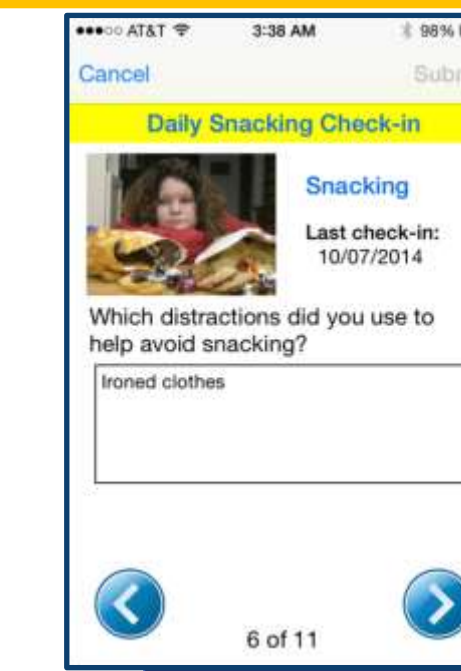 AT&T 3:38 AM 98%
Cancel
Daily Snacking Check-in
Snacking
Last check-in:
10/07/2014
Which distractions did you use to
help avoid snacking?
Ironed clothes
6 of 11